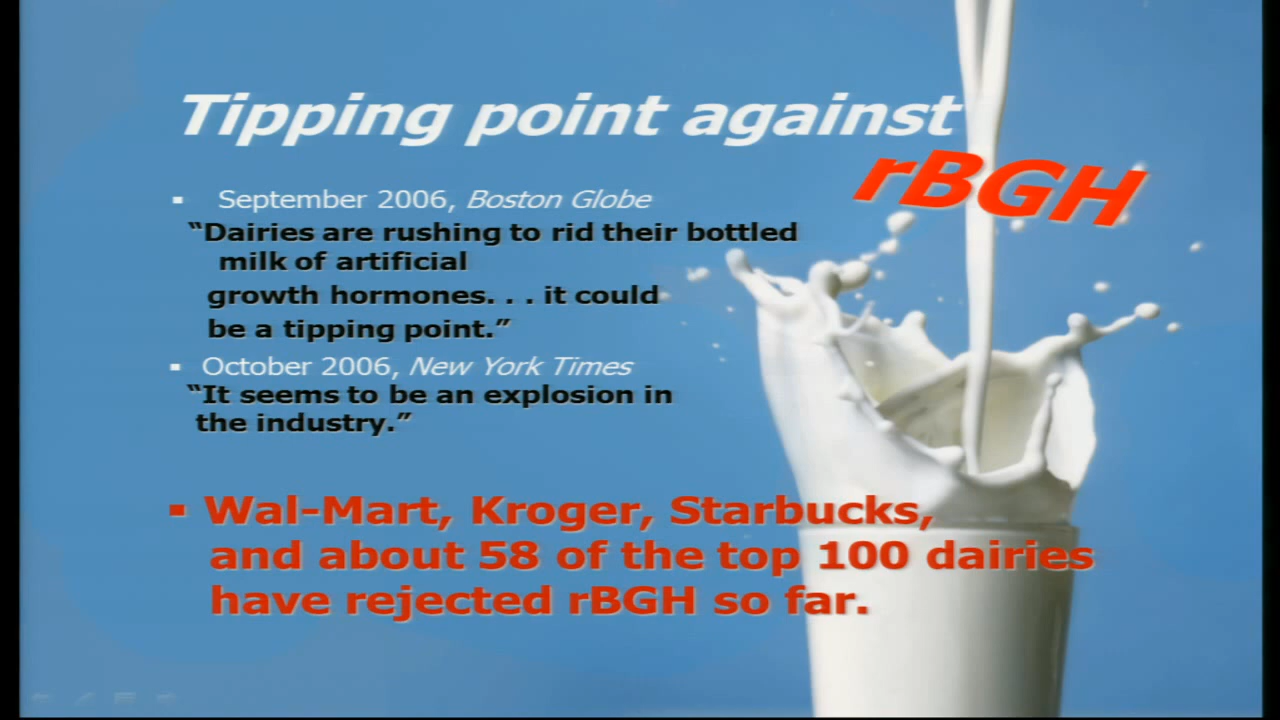 Tipping point against
rBGH
▪ September 2006, Boston Globe
“Dairies are rushing to rid their bottled
milk of artificial
growth hormones. . . it could
be a tipping point.”
▪ October 2006, New York Times
“It seems to be an explosion in
the industry.”
▪ Wal-Mart, Kroger, Starbucks,
and about 58 of the top 100 dairies
have rejected rBGH so far.